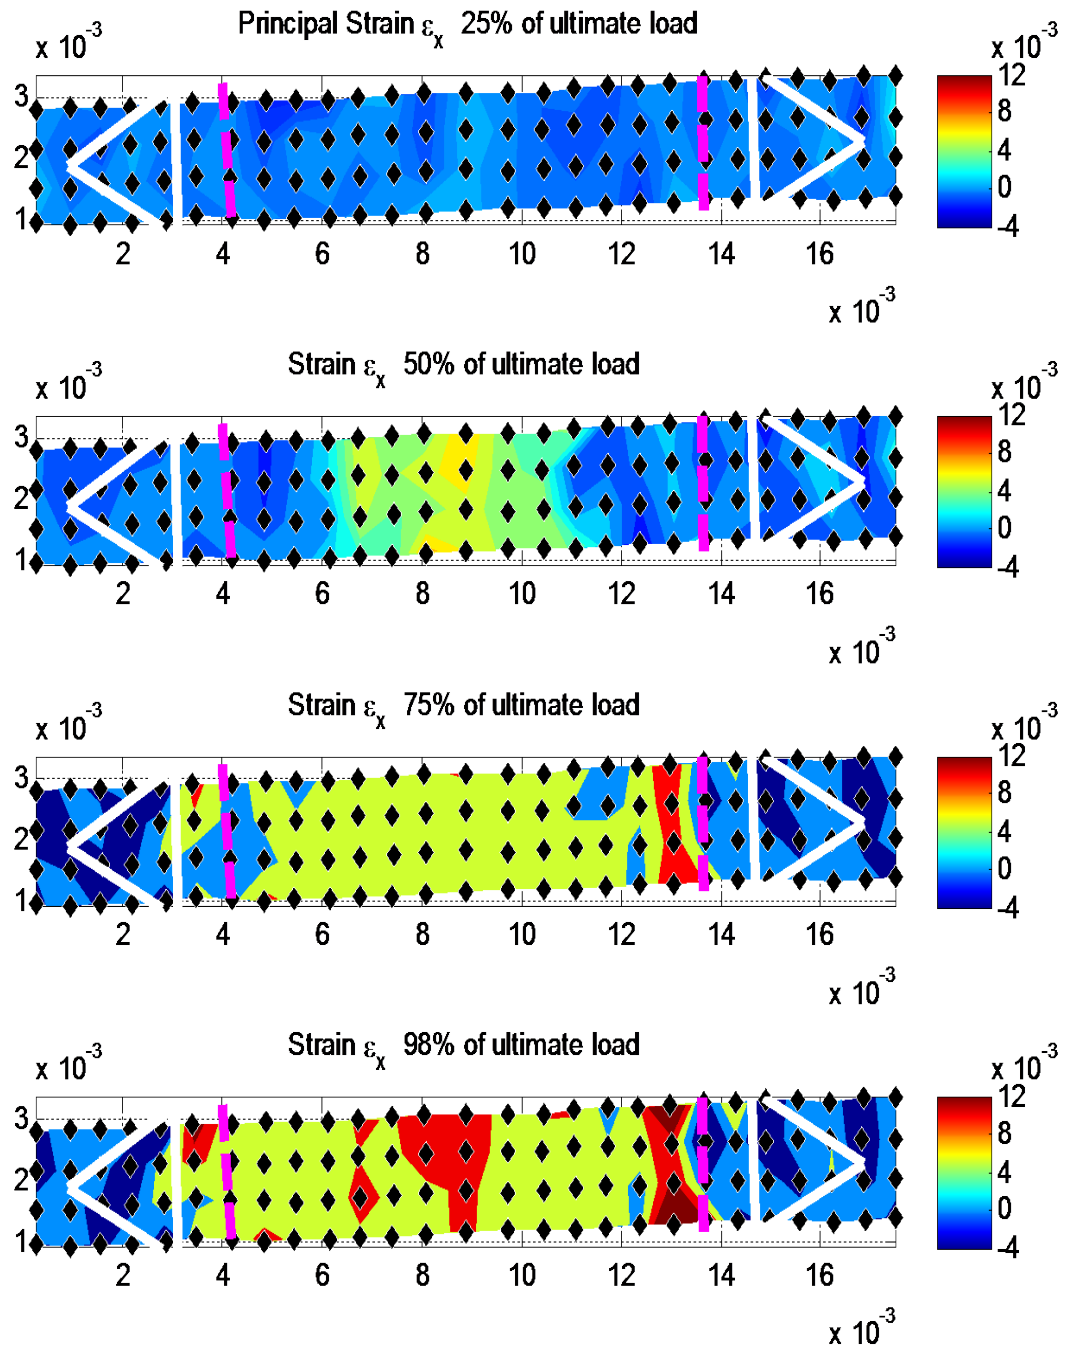 Principal Strain εx 25% of ultimate load
x 10-3
x 10-3
3
2
1
2 4 6 8 10 12 14 16
12
8
4
0
-4
x 10-3
Strain εx 50% of ultimate load
x 10-3
x 10-3
3
2
1
2 4 6 8 10 12 14 16
12
8
4
0
-4
x 10-3
Strain εx 75% of ultimate load
x 10-3
x 10-3
3
2
1
2 4 6 8 10 12 14 16
12
8
4
0
-4
x 10-3
Strain εx 98% of ultimate load
x 10-3
x 10-3
3
2
1
2 4 6 8 10 12 14 16
12
8
4
0
-4
x 10-3